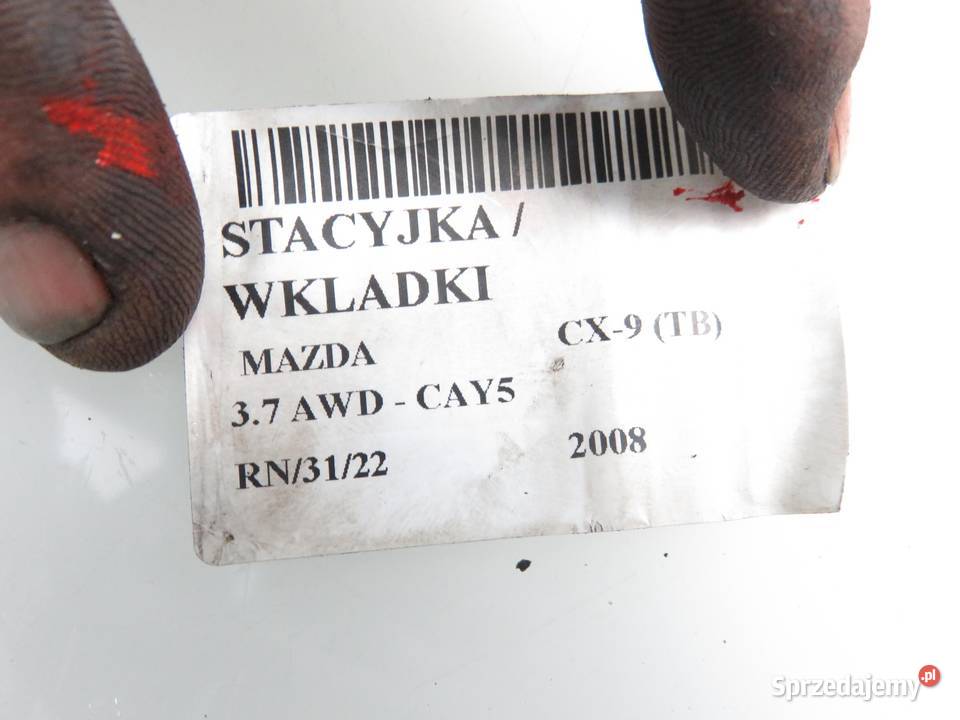 STACYJKA /
WKLADKI
MAZDA CX-9 (TB)
3.7 AWD - CAY5
RN/31/22 2008
Sprzedajemy.pl